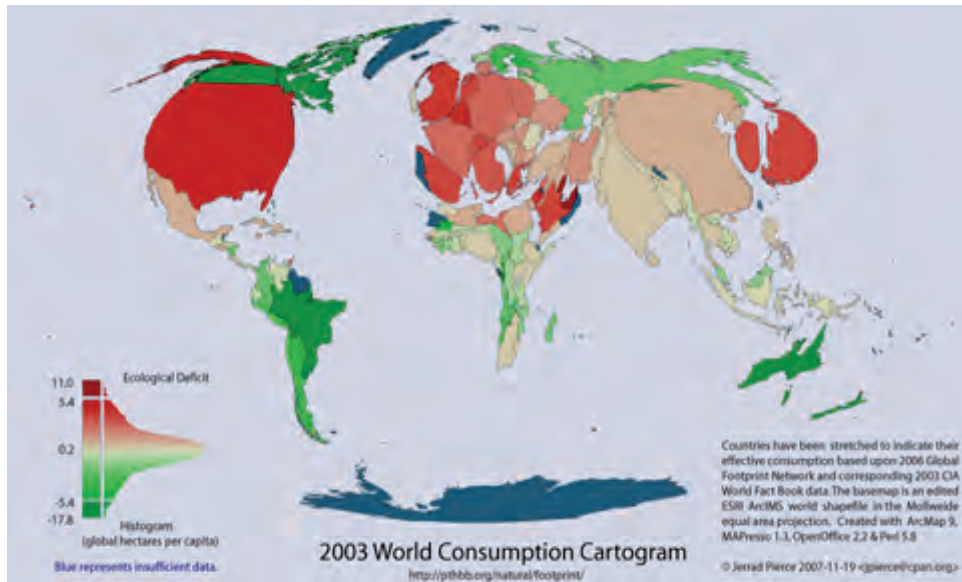 Ecological Deficit
11.0
5.4
0.2
-5.4
-17.8
Histogram
(global hectares per capita)
Blue represents insufficient data.
2003 World Consumption Cartogram
http://pthbb.org/natural/footprint/
Countries have been stretched to indicate their
effective consumption based upon 2006 Global
Footprint Network and corresponding 2003 CIA
World Fact Book data. The basemap is an edited
ESRI ArcIMS world shapefile in the Mollweide
equal area projection. Created with ArcMap 9,
MAPresso 1.3, OpenOffice 2.2 & Perl 5.8
© Jerrad Pierce 2007-11-19 <jpierce@cpan.org>